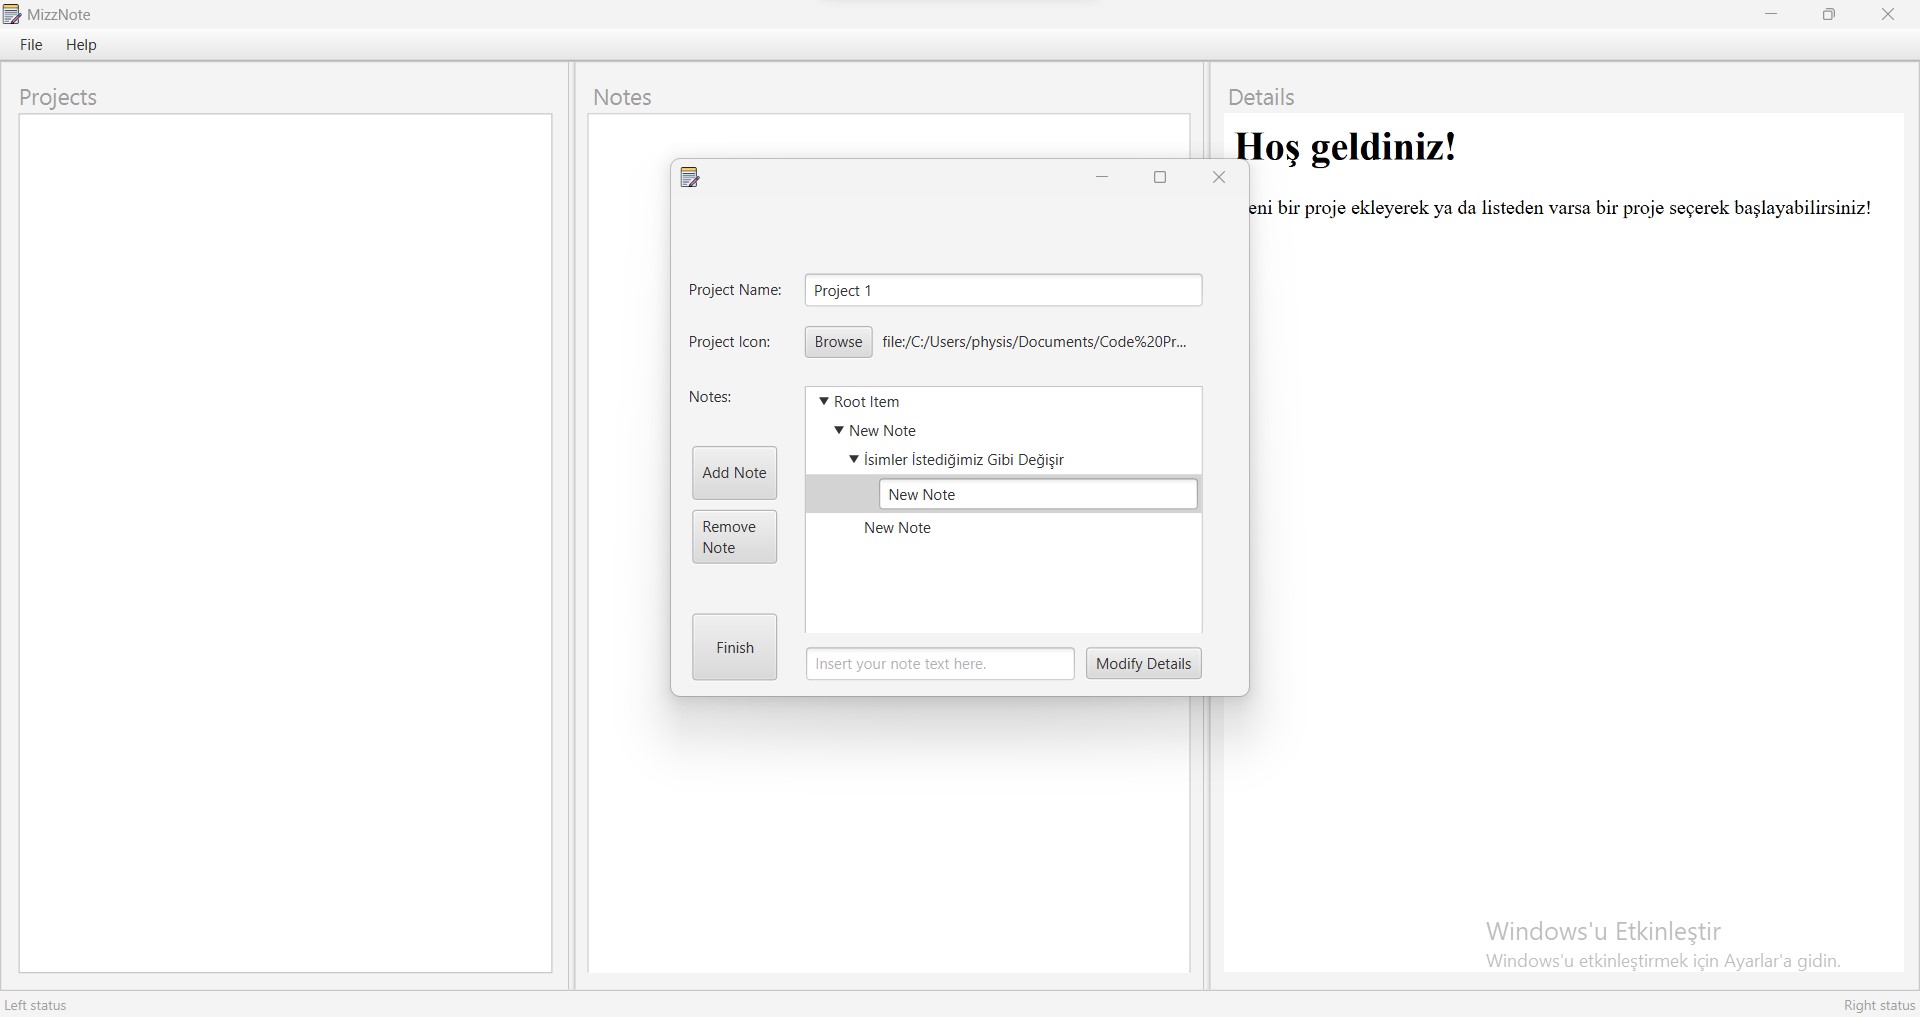 MizzNote
File Help
Projects
Notes
Details
Hoş geldiniz!
eni bir proje ekleyerek ya da listeden varsa bir proje seçerek başlayabilirsiniz!
Project Name: Project 1
Project Icon: Browse file:/C:/Users/physis/Documents/Code%20Pr...
Notes:
Root Item
New Note
İsimler İstediğimiz Gibi Değişir
New Note
New Note
Add Note
Remove
Note
Finish
Insert your note text here.
Modify Details
Windows'u Etkinleştir
Windows'u etkinleştirmek için Ayarlar'a gidin.
Left status
Right status